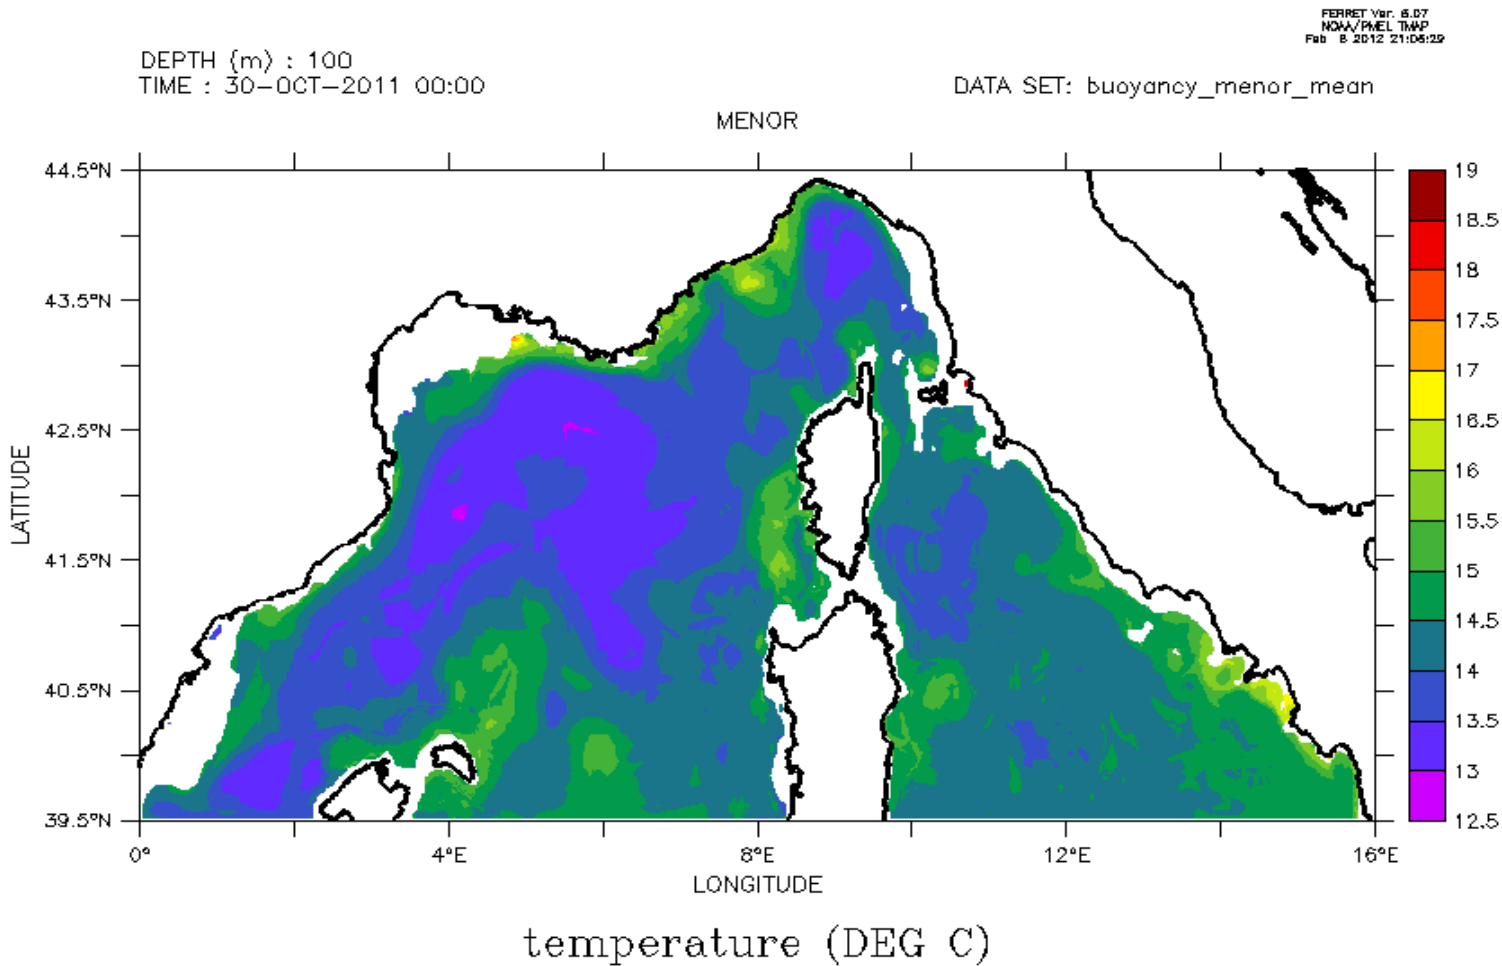 FERRET Ver. 6.07
NOAA/PMEL TMAP
Feb 8 2012 21:06:29
DEPTH (m) : 100
TIME : 30-OCT-2011 00:00
DATA SET: buoyancy_menor_mean
MENOR
44.5°N
43.5°N
42.5°N
41.5°N
40.5°N
39.5°N
LATITUDE
0°
4°E
8°E
12°E
16°E
LONGITUDE
19
18.5
18
17.5
17
16.5
16
15.5
15
14.5
14
13.5
13
12.5
temperature (DEG C)